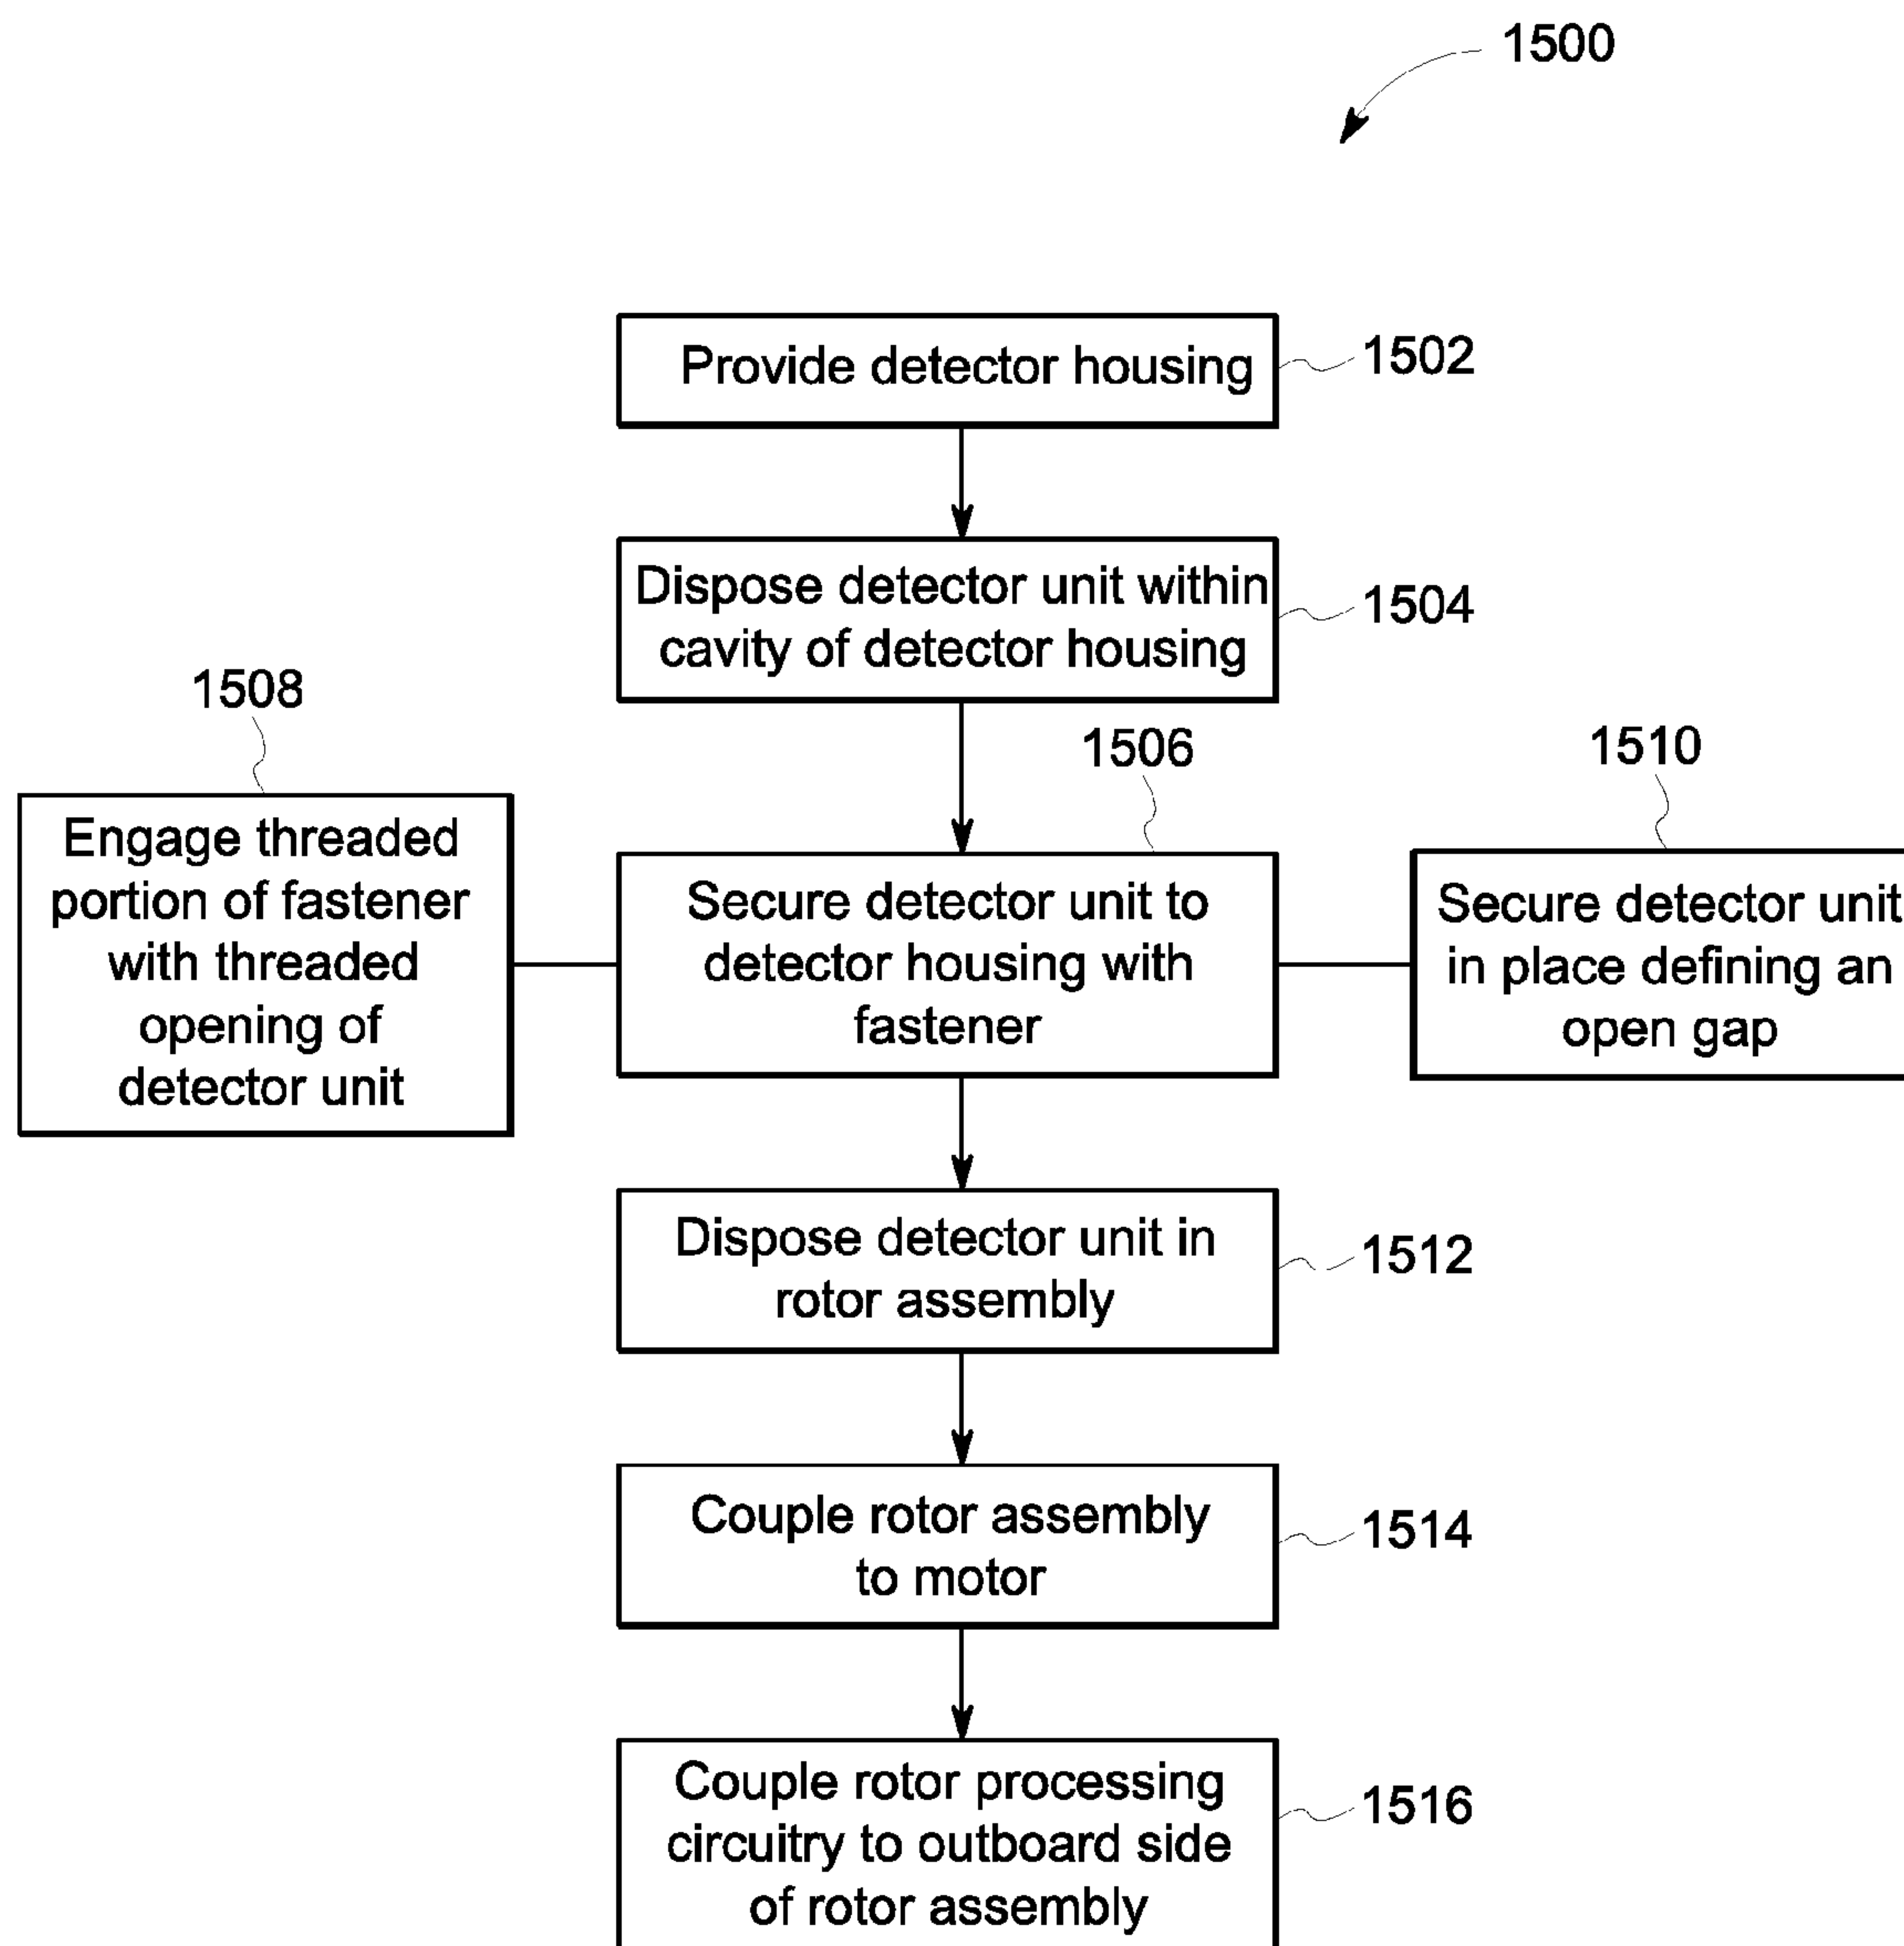 1500
Provide detector housing
1502
Dispose detector unit within
cavity of detector housing
1504
1508
Engage threaded
portion of fastener
with threaded
opening of
detector unit
1506
Secure detector unit to
detector housing with
fastener
1510
Secure detector unit
in place defining an
open gap
Dispose detector unit in
rotor assembly
1512
Couple rotor assembly
to motor
1514
Couple rotor processing
circuitry to outboard side
of rotor assembly
1516